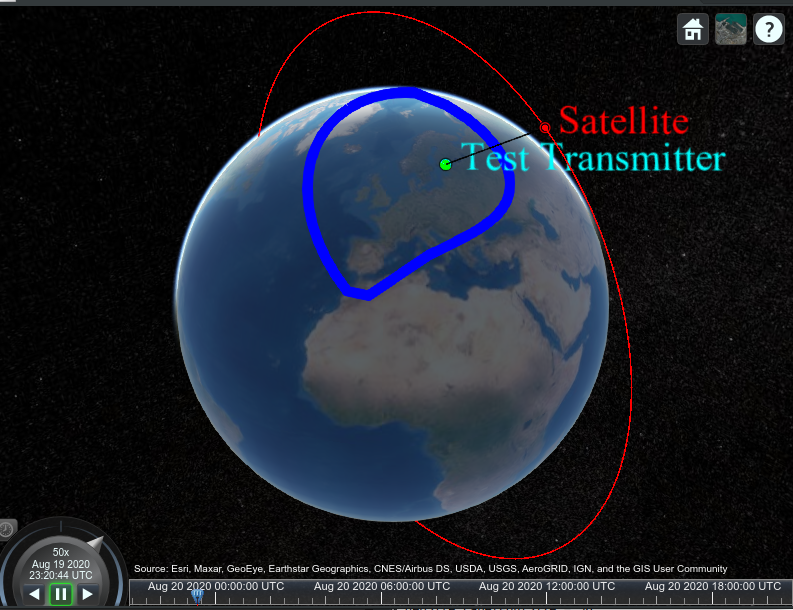 ?
Satellite
Test Transmitter
50x
Aug 19 2020
23:20:44 UTC
Source: Esri, Maxar, GeoEye, Earthstar Geographics, CNES/Airbus DS, USDA, USGS, AeroGRID, IGN, and the GIS User Community
Aug 20 2020 00:00:00 UTC Aug 20 2020 06:00:00 UTC Aug 20 2020 12:00:00 UTC Aug 20 2020 18:00:00 UTC